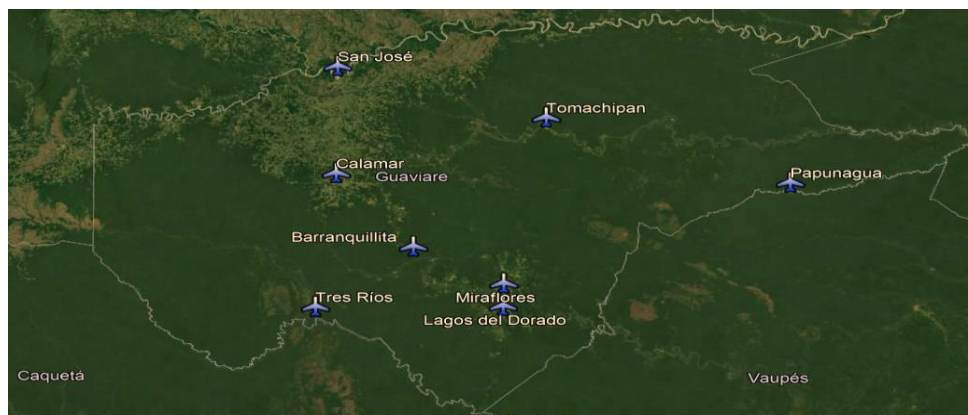 San José
Tomachipan
Calamar
Guaviare
Papunagua
Barranquillita
Tres Ríos
Miraflores
Lagos del Dorado
Caquetá
Vaupés